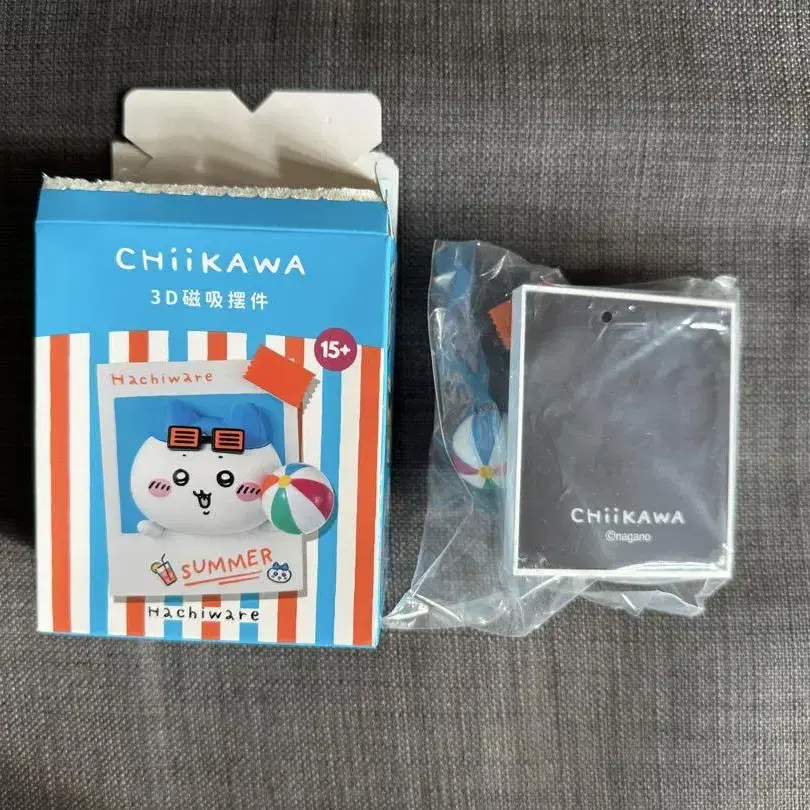 CHiiKAWA
3D磁吸摆件
15+
Hachiware
SUMMER
Hachiware
CHiiKAWA
©nagano